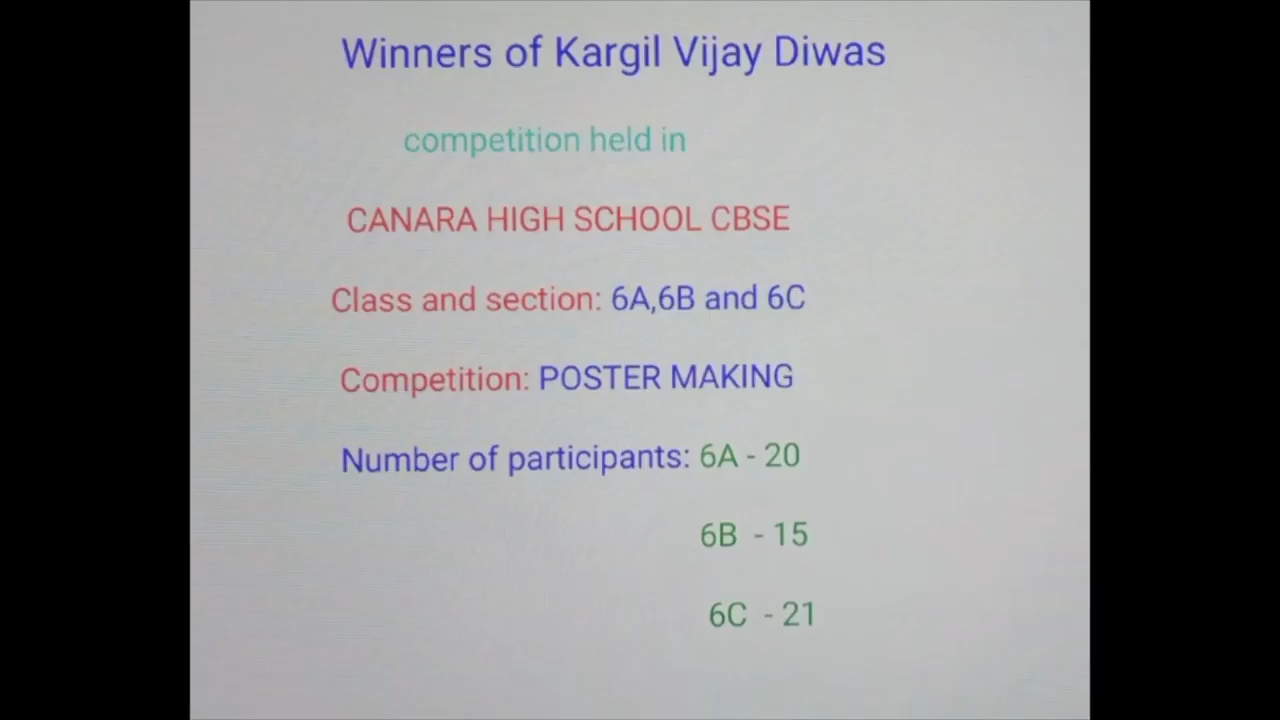 Winners of Kargil Vijay Diwas
competition held in
CANARA HIGH SCHOOL CBSE
Class and section: 6A,6B and 6C
Competition: POSTER MAKING
Number of participants: 6A - 20
6B - 15
6C - 21